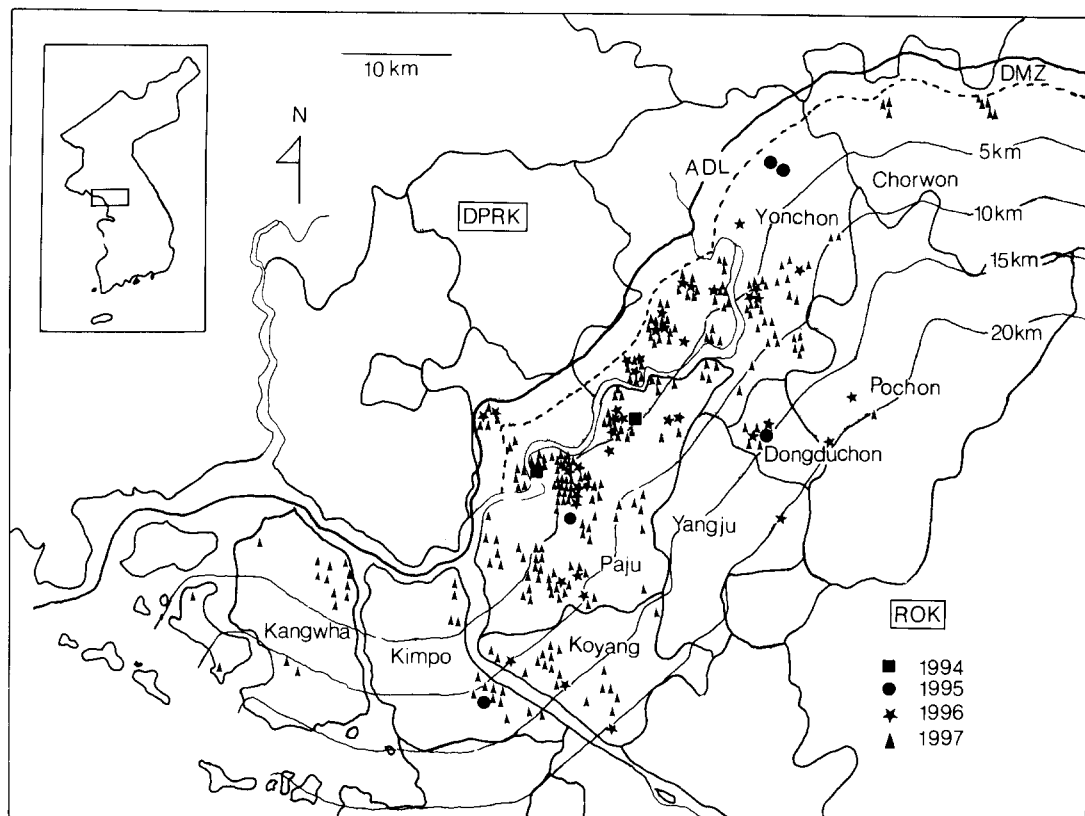 10 km
DMZ
N
5km
ADL
Chorwon
DPRK
Yonchon
10km
15km
20km
Pochon
Dongduchon
Yangju
Paju
ROK
Kangwha
Kimpo
Koyang
1994
1995
1996
1997